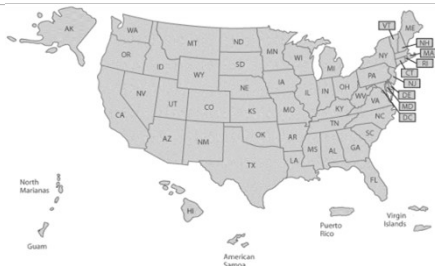 AK
WA
MT
ND
MN
VT
ME
NH
MA
RI
OR
ID
SD
WI
MI
NY
CT
NJ
WY
IA
PA
DE
MD
DC
NV
NE
IL
IN
OH
WV
VA
UT
CO
KS
MO
KY
CA
NC
TN
AZ
NM
OK
AR
SC
MS
AL
GA
TX
LA
FL
HI
North
Marianas
Guam
American
Samoa
Puerto
Rico
Virgin
Islands